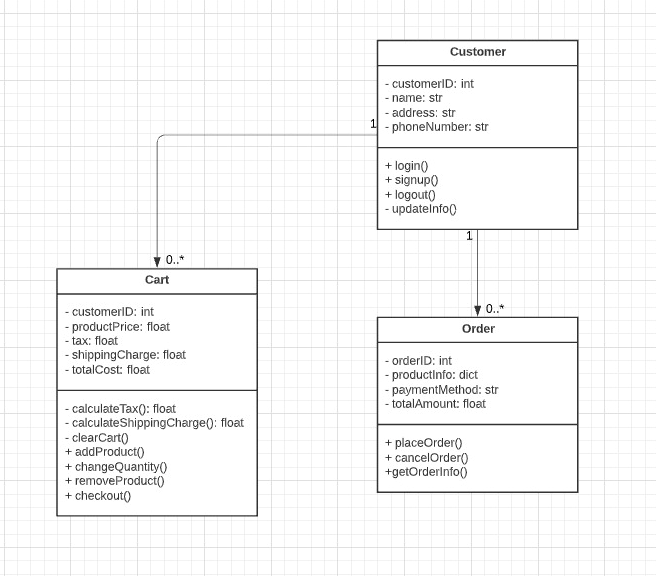 Customer
- customerID: int
- name: str
- address: str
- phoneNumber: str
+ login()
+ signup()
+ logout()
- updateInfo()
1
0..*
1
0..*
Cart
- customerID: int
- productPrice: float
- tax: float
- shippingCharge: float
- totalCost: float
- calculateTax(): float
- calculateShippingCharge(): float
- clearCart()
+ addProduct()
+ changeQuantity()
+ removeProduct()
+ checkout()
Order
- orderID: int
- productInfo: dict
- paymentMethod: str
- totalAmount: float
+ placeOrder()
+ cancelOrder()
+getOrderInfo()